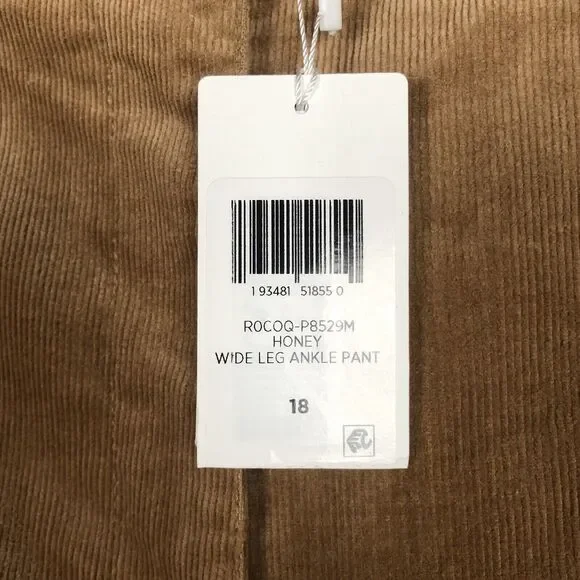 1 93481 51855 0
R0COQ-P8529M
HONEY
WIDE LEG ANKLE PANT
18